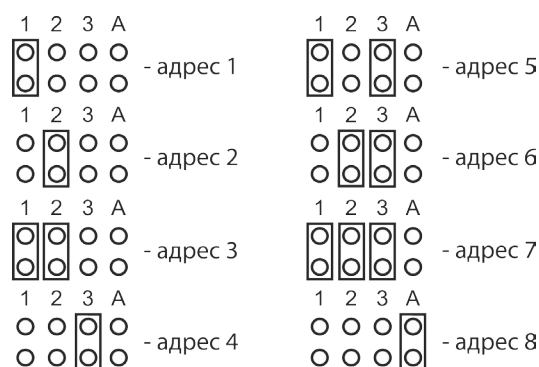 1 2 3 А
- адрес 1
1 2 3 А
- адрес 2
1 2 3 А
- адрес 3
1 2 3 А
- адрес 4
1 2 3 А
- адрес 5
1 2 3 А
- адрес 6
1 2 3 А
- адрес 7
1 2 3 А
- адрес 8